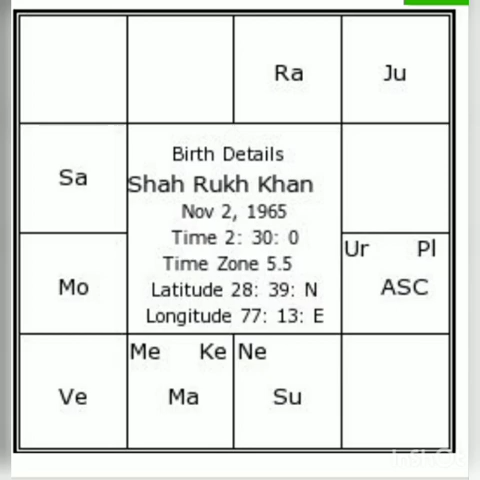 Ra Ju
Birth Details
Sa
Shah Rukh Khan
Nov 2, 1965
Time 2: 30: 0
Ur Pl
Time Zone 5.5
Mo
Latitude 28: 39: N
ASC
Longitude 77: 13: E
Me Ke Ne
Ve Ma Su